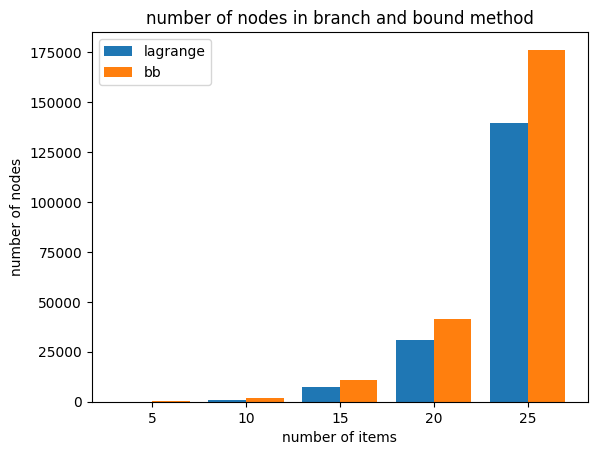 number of nodes in branch and bound method
lagrange
bb
175000
150000
125000
100000
75000
50000
25000
0
number of nodes
5 10 15 20 25
number of items